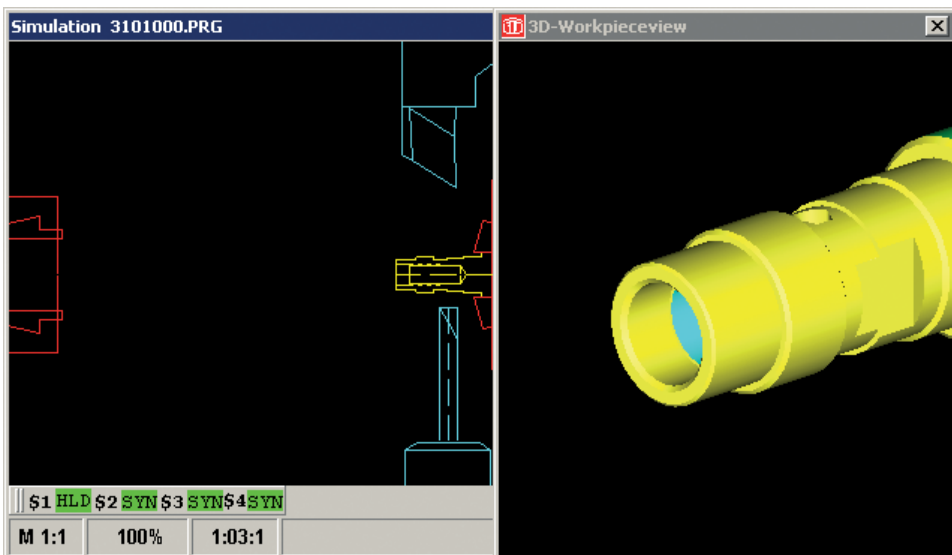 Simulation 3101000.PRG
3D-Workpieceview
$1 HLD $2 SYN $3 SYN $4 SYN
M 1:1 100% 1:03:1